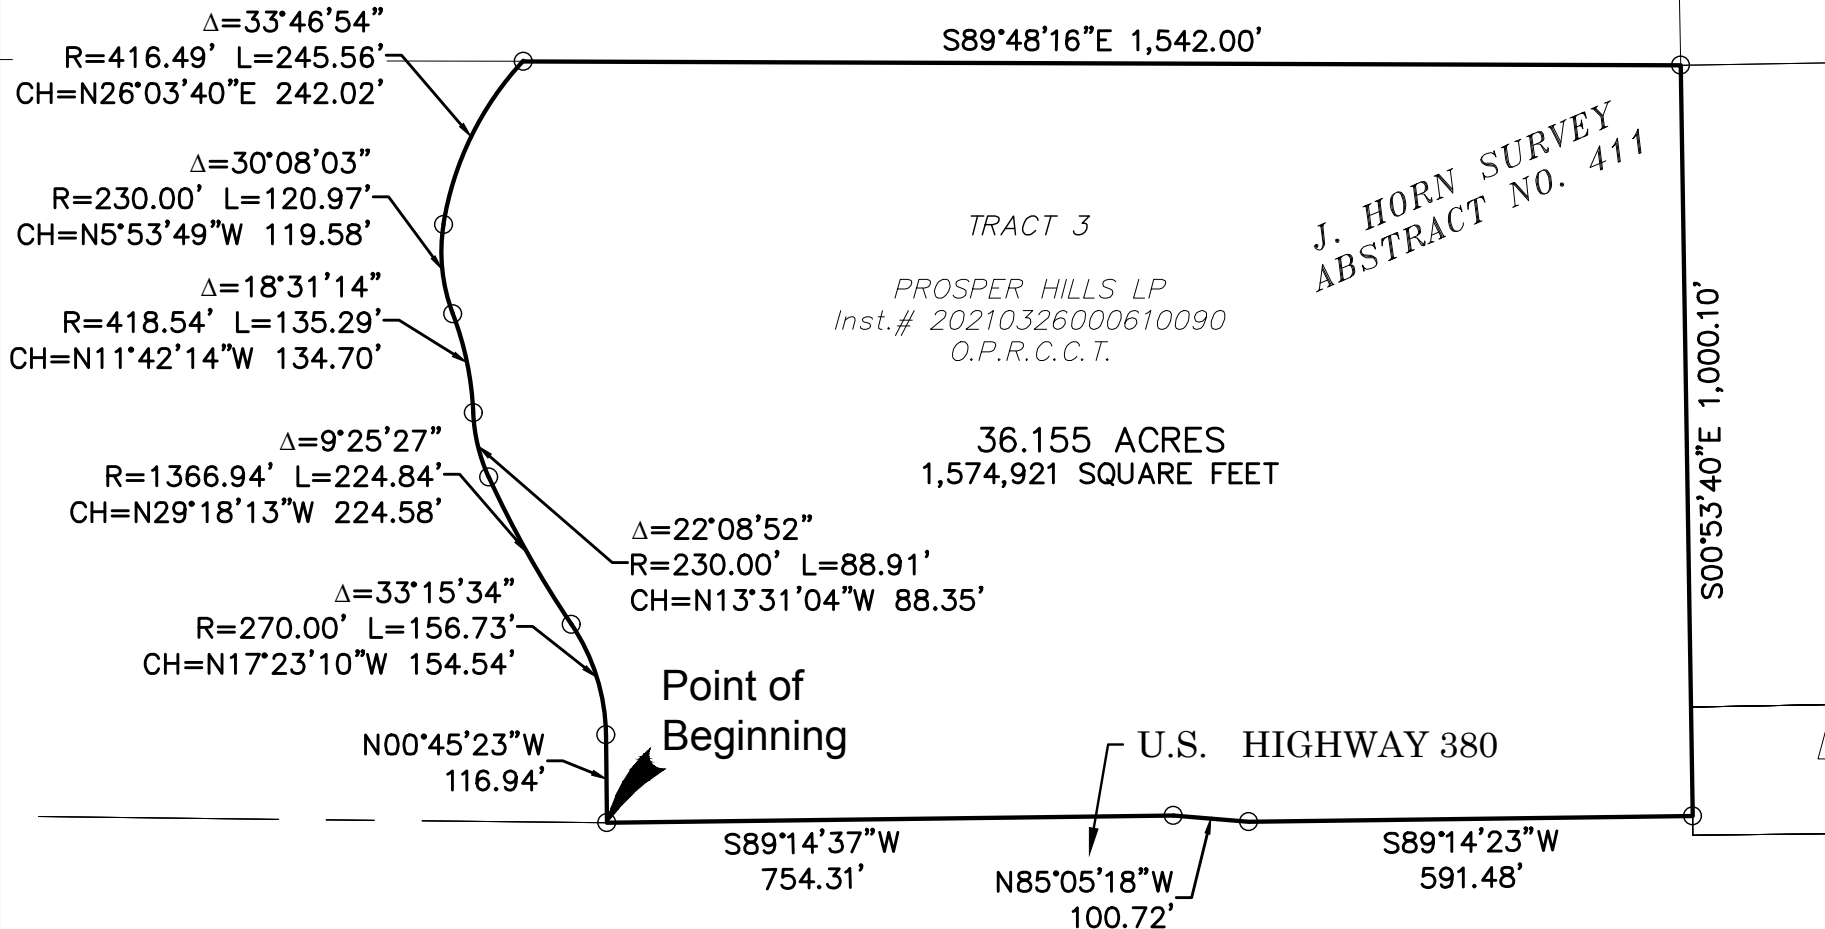 Δ=33°46'54"
R=416.49' L=245.56'
CH=N26°03'40"E 242.02'
S89°48'16"E 1,542.00'
Δ=30°08'03"
R=230.00' L=120.97'
CH=N5°53'49"W 119.58'
Δ=18°31'14"
R=418.54' L=135.29'
CH=N11°42'14"W 134.70'
TRACT 3
PROSPER HILLS LP
Inst.# 20210326000610090
O.P.R.C.C.T.
J. HORN SURVEY
ABSTRACT NO. 411
S00°53'40"E 1,000.10'
36.155 ACRES
1,574,921 SQUARE FEET
Δ=9°25'27"
R=1366.94' L=224.84'
CH=N29°18'13"W 224.58'
Δ=22°08'52"
R=230.00' L=88.91'
CH=N13°31'04"W 88.35'
Δ=33°15'34"
R=270.00' L=156.73'
CH=N17°23'10"W 154.54'
Point of
Beginning
N00°45'23"W
116.94'
U.S. HIGHWAY 380
S89°14'37"W
754.31'
N85°05'18"W
100.72'
S89°14'23"W
591.48'